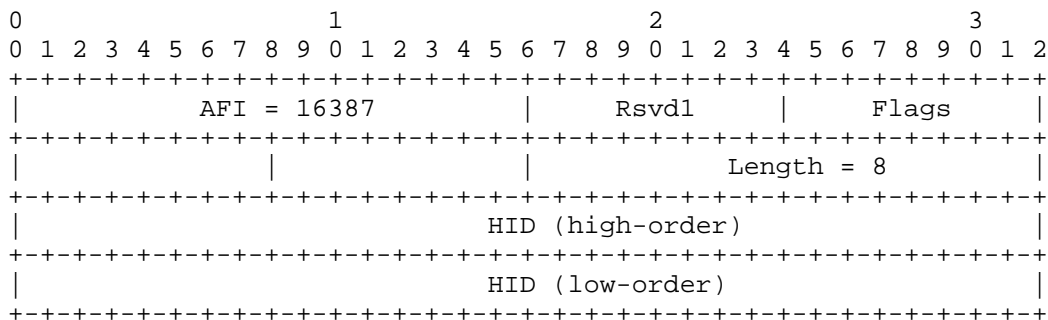 0                   1                   2                   3
0 1 2 3 4 5 6 7 8 9 0 1 2 3 4 5 6 7 8 9 0 1 2 3 4 5 6 7 8 9 0 1 2
+-+-+-+-+-+-+-+-+-+-+-+-+-+-+-+-+-+-+-+-+-+-+-+-+-+-+-+-+-+-+-+-+
|           AFI = 16387         |     Rsvd1     |     Flags     |
+-+-+-+-+-+-+-+-+-+-+-+-+-+-+-+-+-+-+-+-+-+-+-+-+-+-+-+-+-+-+-+-+
|               |               |            Length = 8         |
+-+-+-+-+-+-+-+-+-+-+-+-+-+-+-+-+-+-+-+-+-+-+-+-+-+-+-+-+-+-+-+-+
|                             HID (high-order)                  |
+-+-+-+-+-+-+-+-+-+-+-+-+-+-+-+-+-+-+-+-+-+-+-+-+-+-+-+-+-+-+-+-+
|                             HID (low-order)                   |
+-+-+-+-+-+-+-+-+-+-+-+-+-+-+-+-+-+-+-+-+-+-+-+-+-+-+-+-+-+-+-+-+